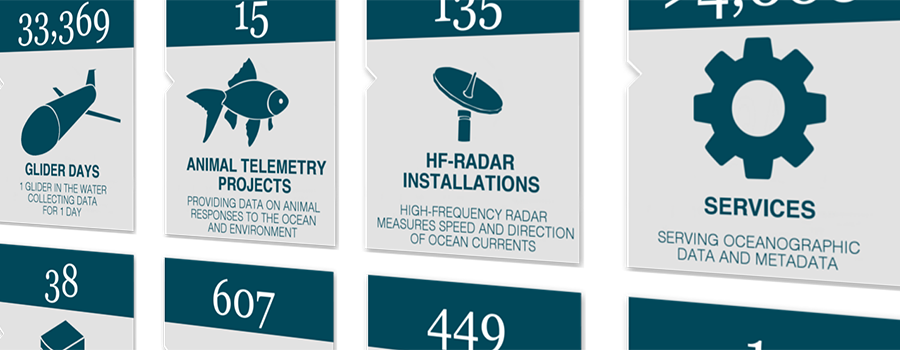 33,369
GLIDER DAYS
1 GLIDER IN THE WATER
COLLECTING DATA
FOR 1 DAY
15
ANIMAL TELEMETRY
PROJECTS
PROVIDING DATA ON ANIMAL
RESPONSES TO THE OCEAN
AND ENVIRONMENT
135
HF-RADAR
INSTALLATIONS
HIGH-FREQUENCY RADAR
MEASURES SPEED AND DIRECTION
OF OCEAN CURRENTS
SERVICES
SERVING OCEANOGRAPHIC
DATA AND METADATA
38
607
449